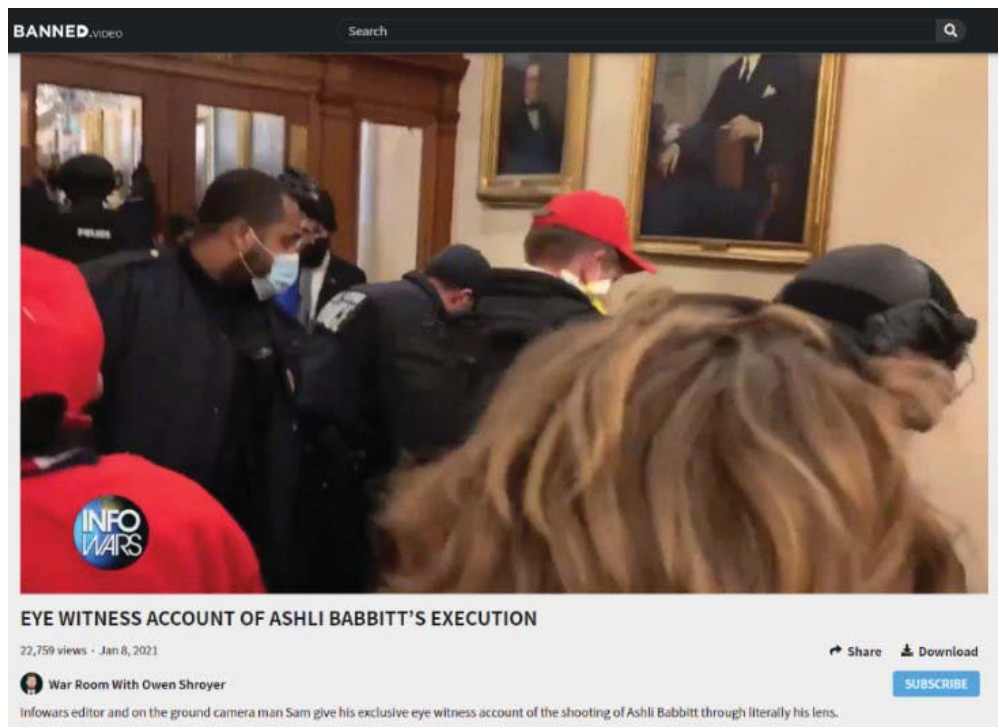 BANNED.VIDEO
Search
POLICE
INFO
WARS
EYE WITNESS ACCOUNT OF ASHLI BABBITT'S EXECUTION
22,759 views · Jan 8, 2021
Share
Download
War Room With Owen Shroyer
SUBSCRIBE
Infowars editor and on the ground camera man Sam give his exclusive eye witness account of the shooting of Ashli Babbitt through literally his lens.